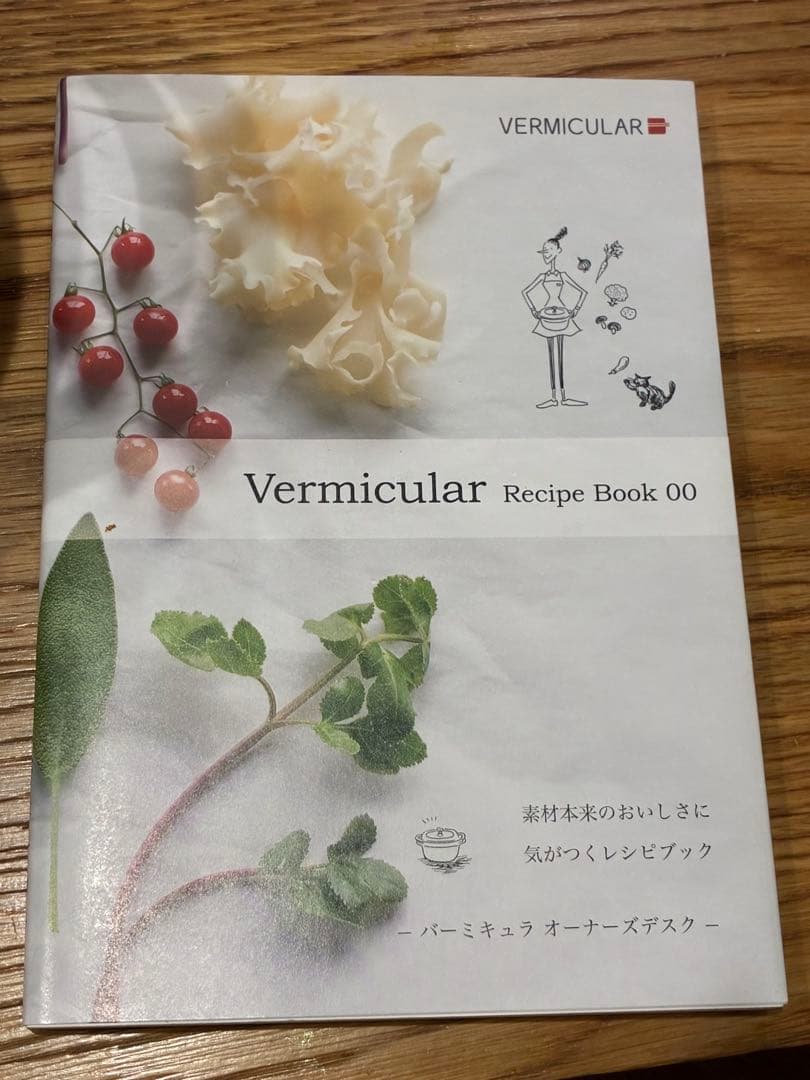 VERMICULAR
Vermicular Recipe Book 00
素材本来のおいしさに
気がつくレシピブック
– バーミキュラ オーナーズデスク –